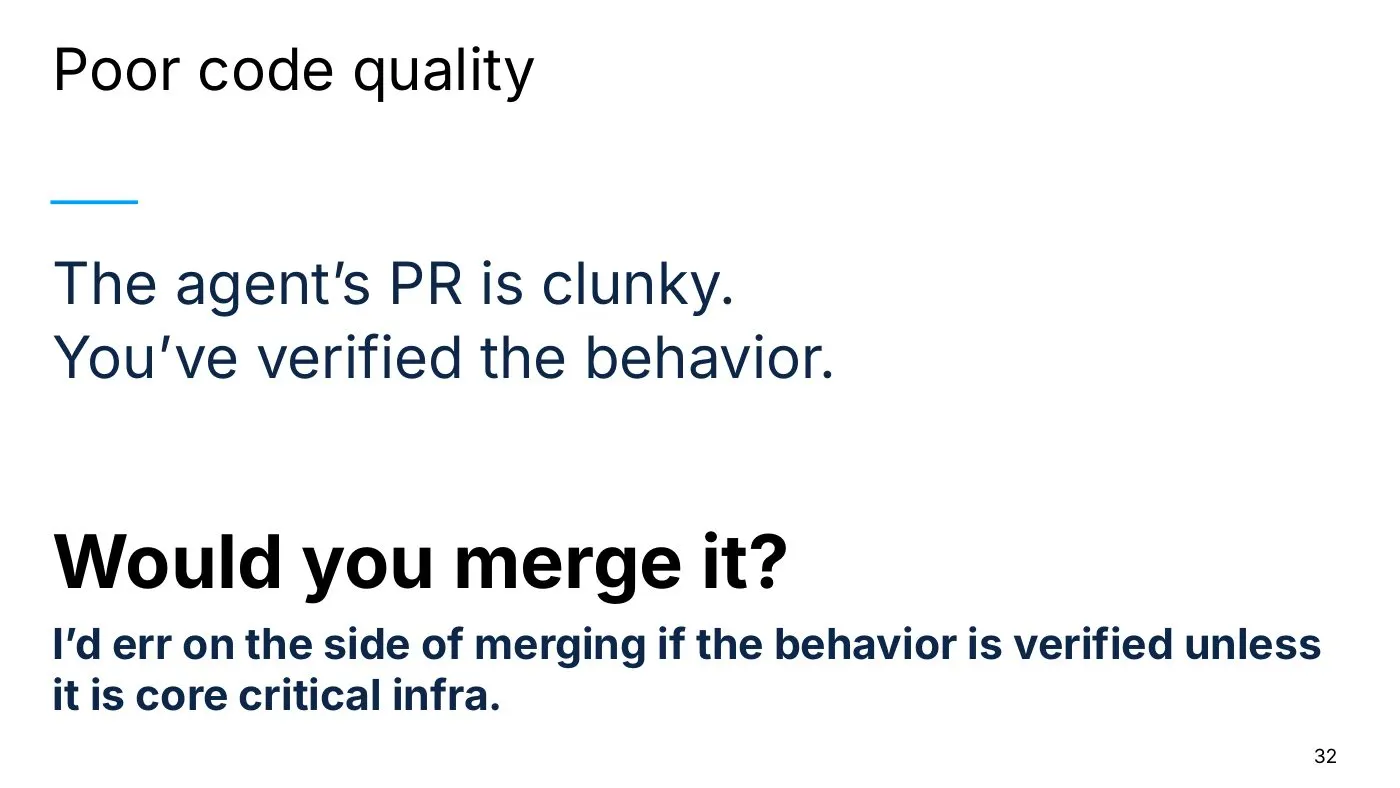 Poor code quality
The agent’s PR is clunky.
You’ve verified the behavior.
Would you merge it?
I’d err on the side of merging if the behavior is verified unless
it is core critical infra.
32